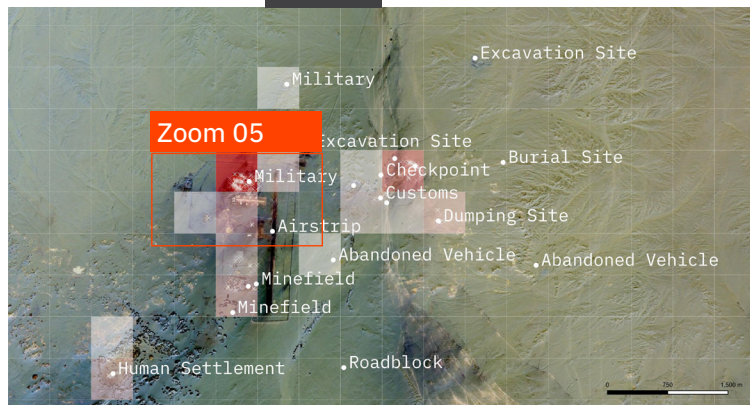 Excavation Site
Military
Zoom 05
Excavation Site
Burial Site
Checkpoint
Military
Customs
Dumping Site
Airstrip
Abandoned Vehicle
Abandoned Vehicle
Minefield
Minefield
Roadblock
Human Settlement
0 750 1,500 m